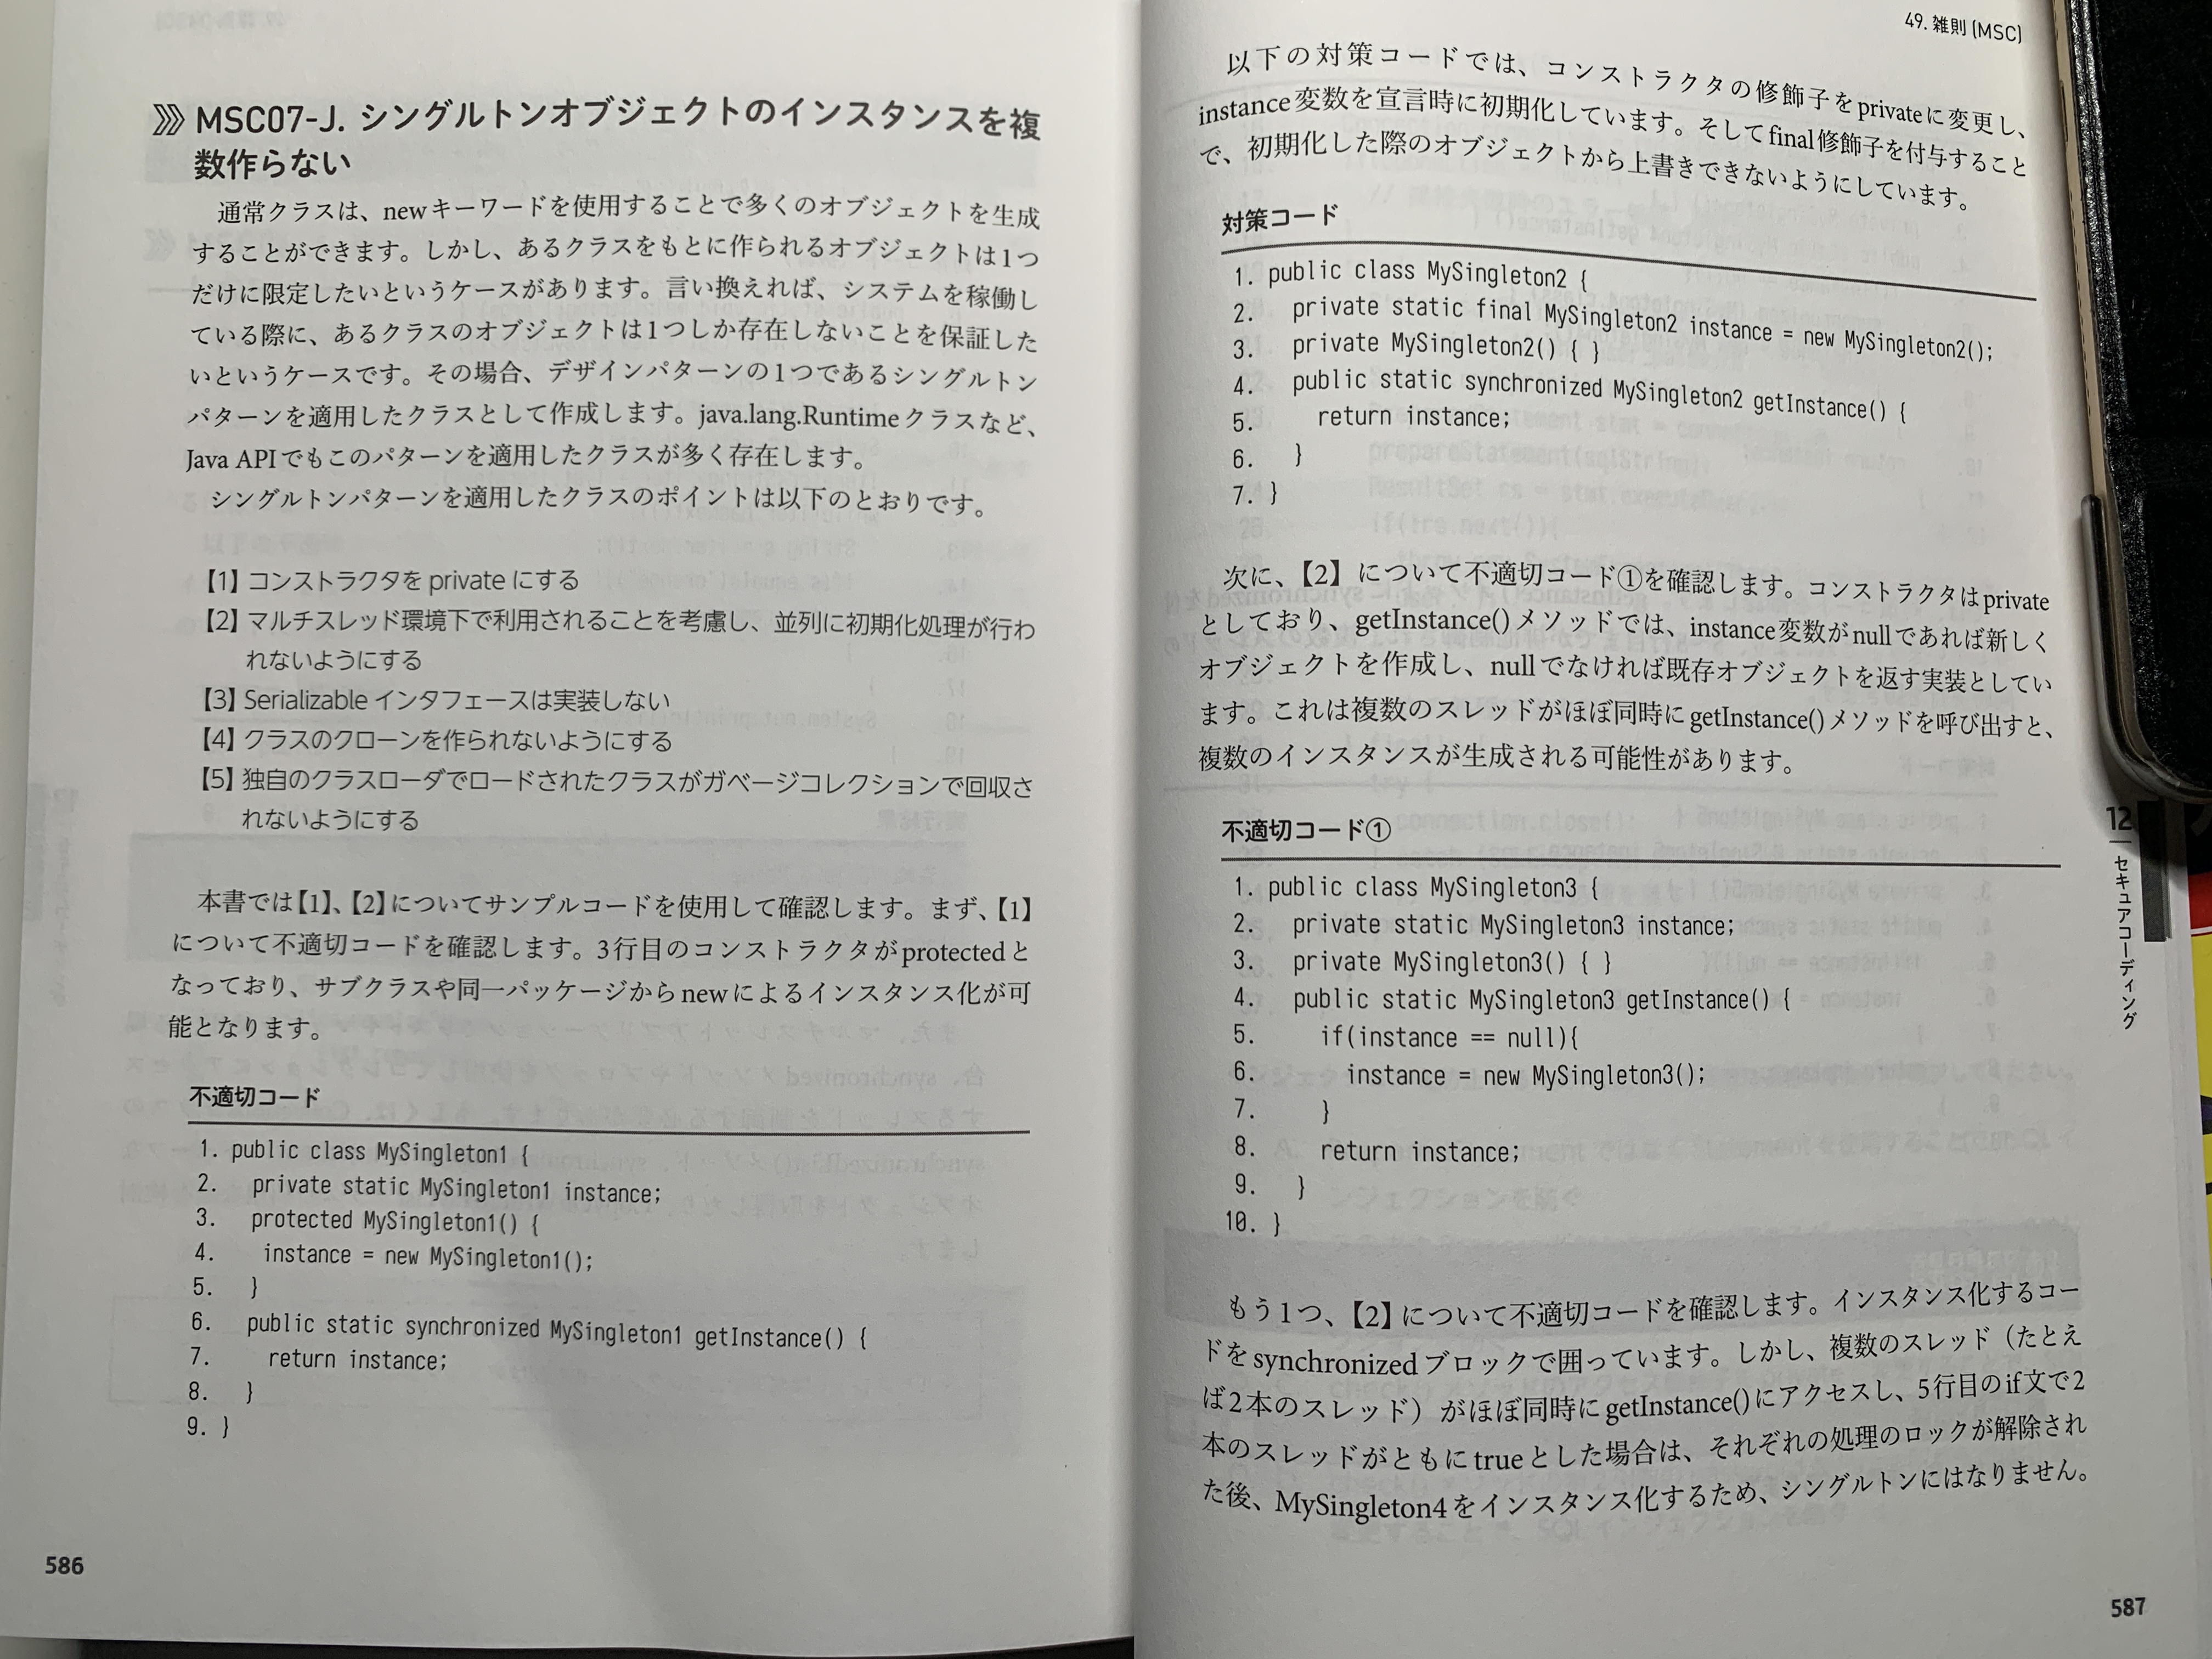 MSC07-J. シングルトンオブジェクトのインスタンスを複
数作らない
通常クラスは、newキーワードを使用することで多くのオブジェクトを生成
することができます。しかし、あるクラスをもとに作られるオブジェクトは1つ
だけに限定したいというケースがあります。言い換えれば、システムを稼働し
ている際に、あるクラスのオブジェクトは1つしか存在しないことを保証した
いというケースです。その場合、デザインパターンの1つであるシングルトン
パターンを適用したクラスとして作成します。java.lang.Runtimeクラスなど、
Java APIでもこのパターンを適用したクラスが多く存在します。
シングルトンパターンを適用したクラスのポイントは以下のとおりです。
【1】コンストラクタを private にする
【2】マルチスレッド環境下で利用されることを考慮し、並列に初期化処理が行わ
れないようにする
【3】Serializable インタフェースは実装しない
【4】クラスのクローンを作られないようにする
【5】独自のクラスローダでロードされたクラスがガベージコレクションで回収さ
れないようにする
本書では【1】、【2】についてサンプルコードを使用して確認します。まず、【1】
について不適切コードを確認します。3行目のコンストラクタがprotectedと
なっており、サブクラスや同一パッケージからnewによるインスタンス化が可
能となります。
不適切コード
1. public class MySingleton1 {
2. private static MySingleton1 instance;
3. protected MySingleton1() {
4. instance = new MySingleton1();
5. }
6. public static synchronized MySingleton1 getInstance() {
7. return instance;
8. }
9. }
586
49. 雑則 (MSC)
以下の対策コードでは、コンストラクタの修飾子をprivateに変更し、
instance変数を宣言時に初期化しています。そしてfinal修飾子を付与すること
で、初期化した際のオブジェクトから上書きできないようにしています。
対策コード
1. public class MySingleton2 {
2. private static final MySingleton2 instance = new MySingleton2();
3. private MySingleton2() { }
4. public static synchronized MySingleton2 getInstance() {
5. return instance;
6. }
7. }
次に、【2】について不適切コード①を確認します。コンストラクタはprivate
としており、getInstance()メソッドでは、instance変数がnullであれば新しく
オブジェクトを作成し、nullでなければ既存オブジェクトを返す実装としてい
ます。これは複数のスレッドがほぼ同時にgetInstance()メソッドを呼び出すと、
複数のインスタンスが生成される可能性があります。
不適切コード①
1. public class MySingleton3 {
2. private static MySingleton3 instance;
3. private MySingleton3() { }
4. public static MySingleton3 getInstance() {
5. if(instance == null){
6. instance = new MySingleton3();
7. }
8. return instance;
9. }
10. }
もう1つ、【2】について不適切コードを確認します。インスタンス化するコー
ドをsynchronizedブロックで囲っています。しかし、複数のスレッド（たとえ
ば2本のスレッド）がほぼ同時にgetInstance()にアクセスし、5行目のif文で2
本のスレッドがともにtrueとした場合は、それぞれの処理のロックが解除され
た後、MySingleton4をインスタンス化するため、シングルトンにはなりません。
12
セキュアコーディング
587